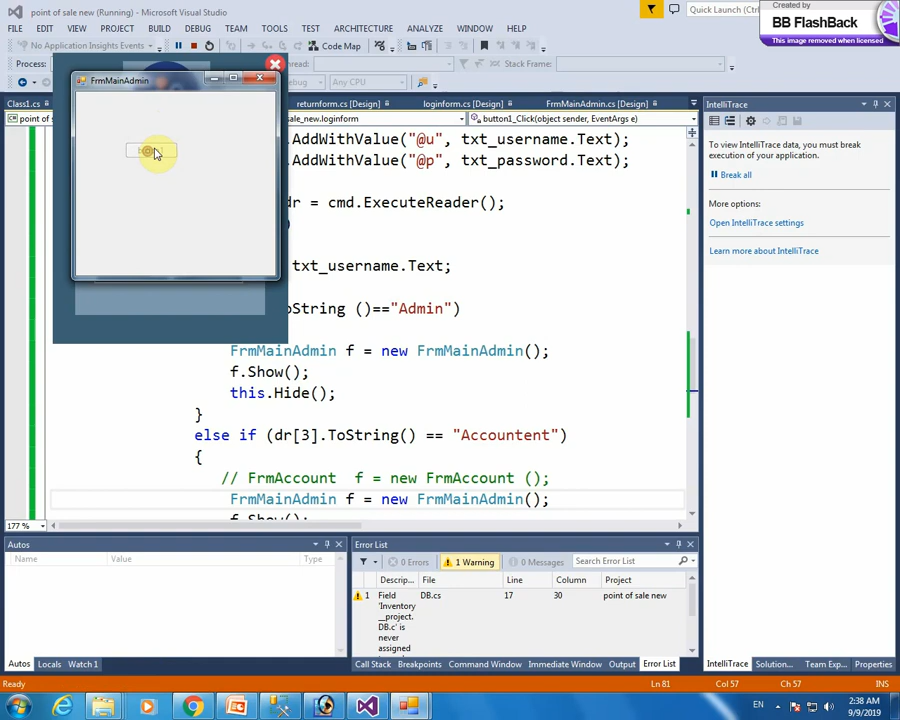 point of sale new (Running) - Microsoft Visual Studio
Quick Launch (
Created with
BB FlashBack
This image removed when registered
FILE EDIT VIEW PROJECT BUILD DEBUG TEAM TOOLS TEST ARCHITECTURE ANALYZE WINDOW HELP
No Application Insights Events
Code Map
Process:
Thread:
Stack Frame:
Any CPU
FrmMainAdmin
Class1.cs
returnform.cs [Design]
loginform.cs [Design]
FrmMainAdmin.cs [Design]
point of s
le_new.loginform
button1_Click(object sender, EventArgs e)
.AddWithValue("@u", txt_username.Text);
.AddWithValue("@p", txt_password.Text);
dr = cmd.ExecuteReader();
)
txt_username.Text;
oString ()=="Admin")
FrmMainAdmin f = new FrmMainAdmin();
f.Show();
this.Hide();
}
else if (dr[3].ToString() == "Accountent")
{
// FrmAccount f = new FrmAccount ();
FrmMainAdmin f = new FrmMainAdmin();
f.Show();
177 %
IntelliTrace
To view IntelliTrace data, you must break
execution of your application.
Break all
More options:
Open IntelliTrace settings
Learn more about IntelliTrace
Autos
Name Value Type
Autos Locals Watch 1
Error List
0 Errors 1 Warning 0 Messages Search Error List
Descrip... File Line Column Project
1 Field DB.cs 17 30 point of sale new
'Inventory
__project.
DB.c' is
never
assigned
Call Stack Breakpoints Command Window Immediate Window Output Error List
IntelliTrace Solution... Team Exp... Properties
Ready Ln 81 Col 57 Ch 57 INS
EN
2:38 AM
9/9/2019